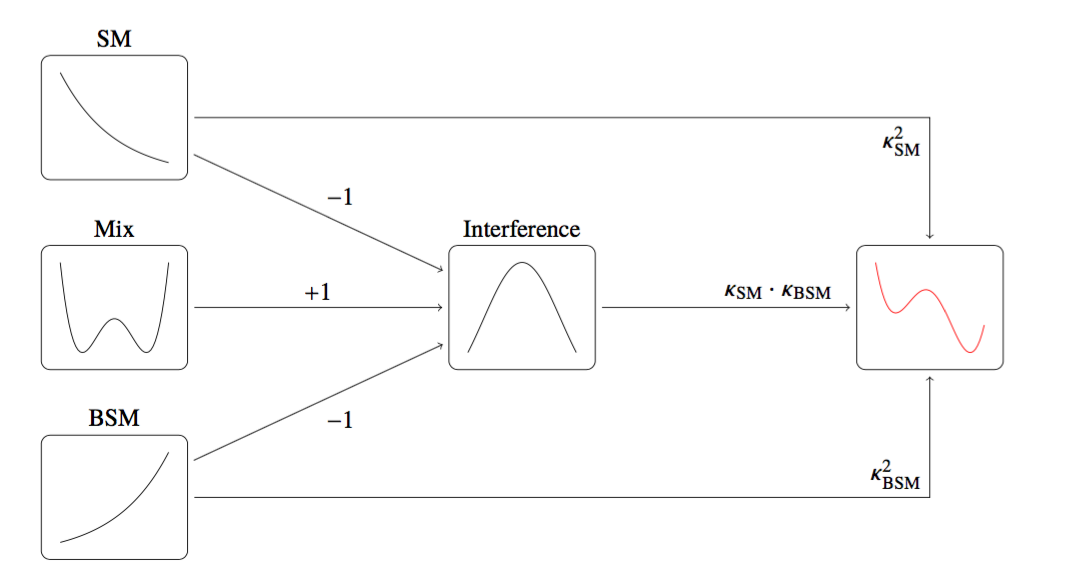 SM
κ²SM
−1
Mix
Interference
+1
κSM · κBSM
BSM
−1
κ²BSM